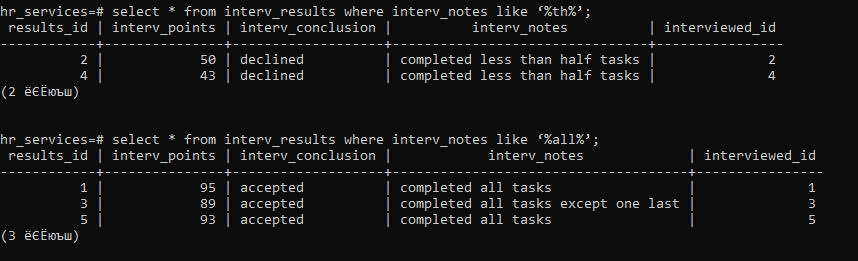 hr_services=# select * from interv_results where interv_notes like ‘%th%’;
 results_id | interv_points | interv_conclusion |          interv_notes          | interviewed_id
------------+---------------+-------------------+--------------------------------+----------------
          2 |            50 | declined          | completed less than half tasks |              2
          4 |            43 | declined          | completed less than half tasks |              4
(2 ёЄЁюъш)
hr_services=# select * from interv_results where interv_notes like ‘%all%’;
 results_id | interv_points | interv_conclusion |            interv_notes             | interviewed_id
------------+---------------+-------------------+-------------------------------------+----------------
          1 |            95 | accepted          | completed all tasks                 |              1
          3 |            89 | accepted          | completed all tasks except one last |              3
          5 |            93 | accepted          | completed all tasks                 |              5
(3 ёЄЁюъш)